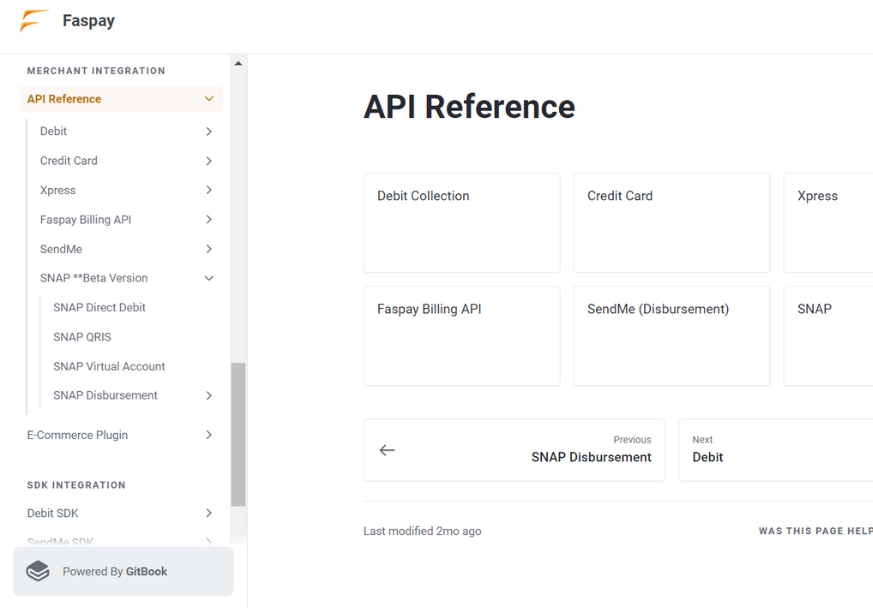 Faspay
MERCHANT INTEGRATION
API Reference
Debit
Credit Card
Xpress
Faspay Billing API
SendMe
SNAP **Beta Version
SNAP Direct Debit
SNAP QRIS
SNAP Virtual Account
SNAP Disbursement
E-Commerce Plugin
SDK INTEGRATION
Debit SDK
SendMe SDK
Powered By GitBook
API Reference
Debit Collection
Credit Card
Xpress
Faspay Billing API
SendMe (Disbursement)
SNAP
Previous
SNAP Disbursement
Next
Debit
Last modified 2mo ago
WAS THIS PAGE HELP